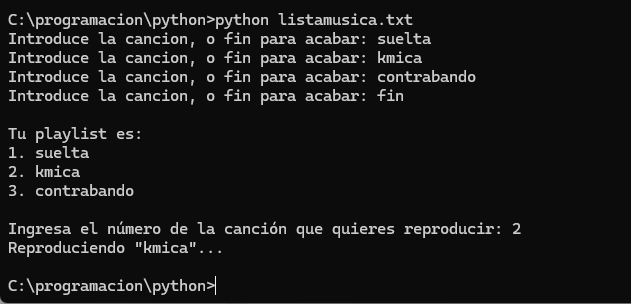 C:\programacion\python>python listamusica.txt
Introduce la cancion, o fin para acabar: suelta
Introduce la cancion, o fin para acabar: kmica
Introduce la cancion, o fin para acabar: contrabando
Introduce la cancion, o fin para acabar: fin
Tu playlist es:
1. suelta
2. kmica
3. contrabando
Ingresa el número de la canción que quieres reproducir: 2
Reproduciendo "kmica"...
C:\programacion\python>